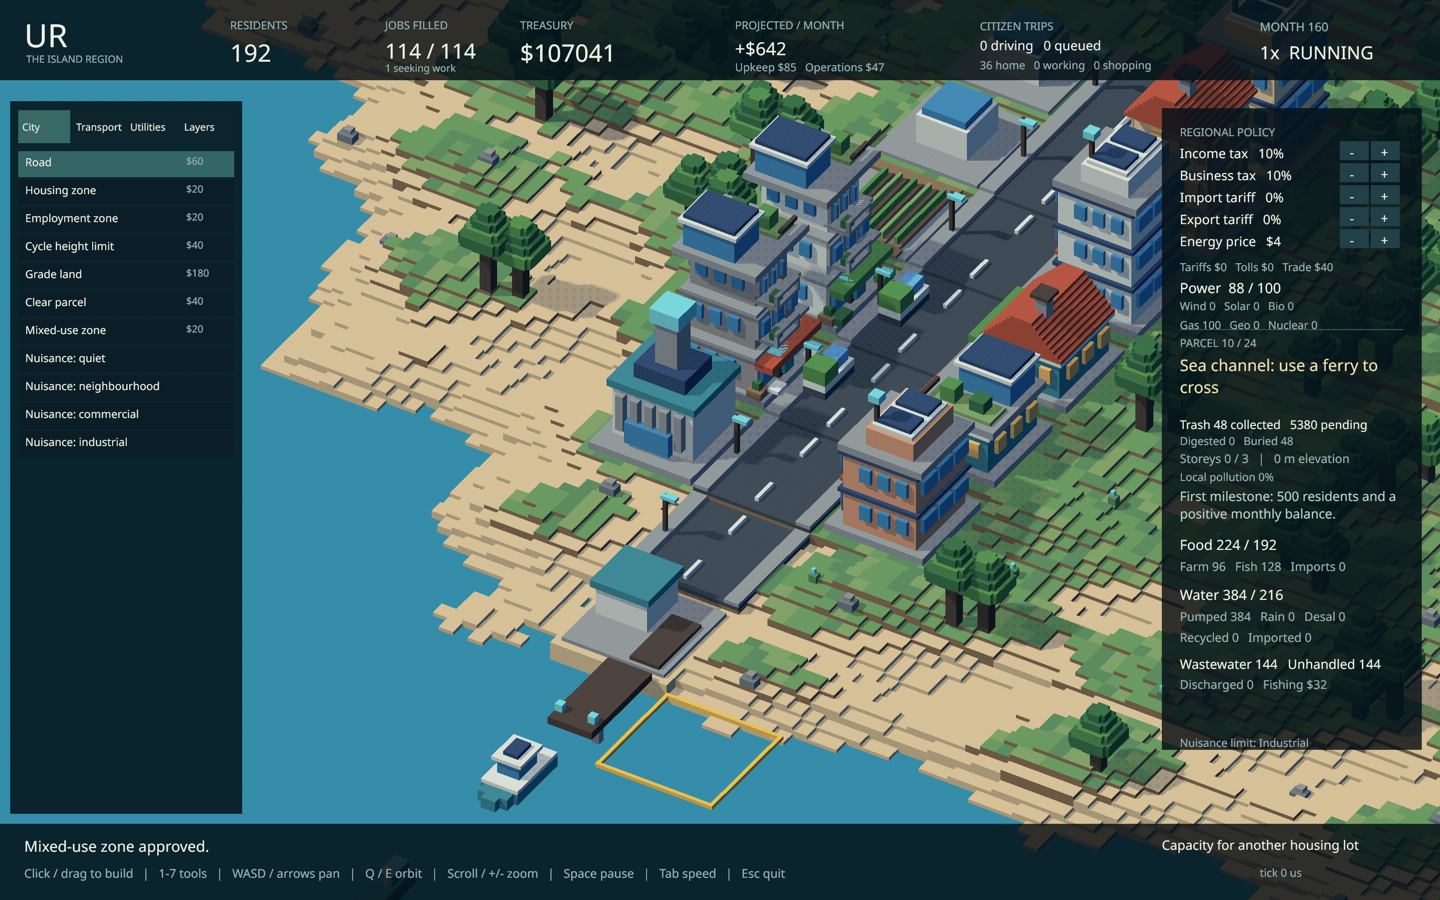 UR
THE ISLAND REGION
RESIDENTS
192
JOBS FILLED
114 / 114
1 seeking work
TREASURY
$107041
PROJECTED / MONTH
+$642
Upkeep $85 Operations $47
CITIZEN TRIPS
0 driving 0 queued
36 home 0 working 0 shopping
MONTH 160
1x RUNNING
City Transport Utilities Layers
Road $60
Housing zone $20
Employment zone $20
Cycle height limit $40
Grade land $180
Clear parcel $40
Mixed-use zone $20
Nuisance: quiet
Nuisance: neighbourhood
Nuisance: commercial
Nuisance: industrial
REGIONAL POLICY
Income tax 10% - +
Business tax 10% - +
Import tariff 0% - +
Export tariff 0% - +
Energy price $4 - +
Tariffs $0 Tolls $0 Trade $40
Power 88 / 100
Wind 0 Solar 0 Bio 0
Gas 100 Geo 0 Nuclear 0
PARCEL 10 / 24
Sea channel: use a ferry to
cross
Trash 48 collected 5380 pending
Digested 0 Buried 48
Storeys 0 / 3 | 0 m elevation
Local pollution 0%
First milestone: 500 residents and a
positive monthly balance.
Food 224 / 192
Farm 96 Fish 128 Imports 0
Water 384 / 216
Pumped 384 Rain 0 Desal 0
Recycled 0 Imported 0
Wastewater 144 Unhandled 144
Discharged 0 Fishing $32
Nuisance limit: Industrial
Mixed-use zone approved.
Click / drag to build | 1-7 tools | WASD / arrows pan | Q / E orbit | Scroll / +/- zoom | Space pause | Tab speed | Esc quit
Capacity for another housing lot
tick 0 us